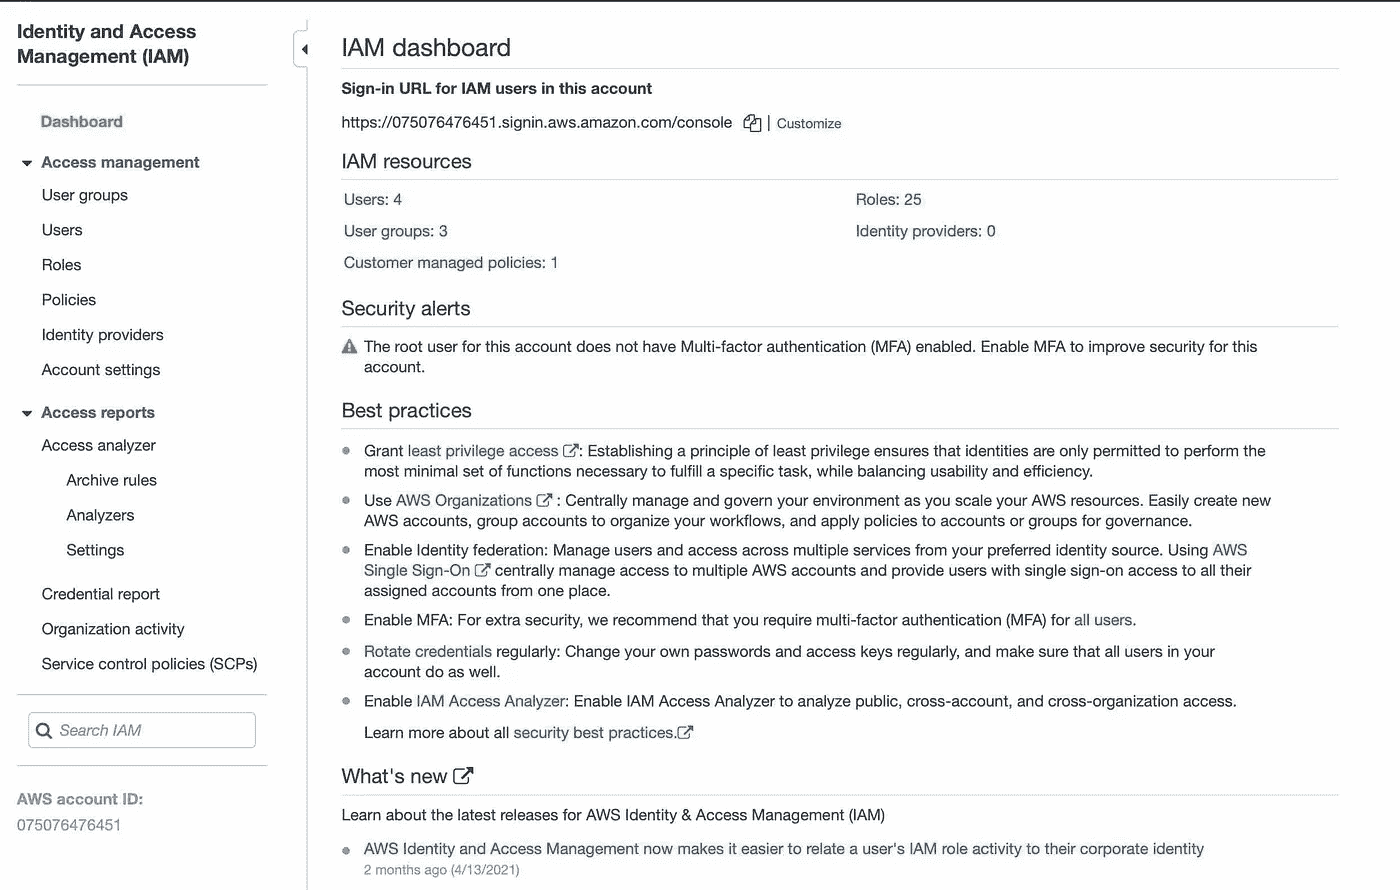 Identity and Access
Management (IAM)
Dashboard
Access management
User groups
Users
Roles
Policies
Identity providers
Account settings
Access reports
Access analyzer
Archive rules
Analyzers
Settings
Credential report
Organization activity
Service control policies (SCPs)
Search IAM
AWS account ID:
075076476451
IAM dashboard
Sign-in URL for IAM users in this account
https://075076476451.signin.aws.amazon.com/console | Customize
IAM resources
Users: 4
Roles: 25
User groups: 3
Identity providers: 0
Customer managed policies: 1
Security alerts
The root user for this account does not have Multi-factor authentication (MFA) enabled. Enable MFA to improve security for this
account.
Best practices
Grant least privilege access : Establishing a principle of least privilege ensures that identities are only permitted to perform the
most minimal set of functions necessary to fulfill a specific task, while balancing usability and efficiency.
Use AWS Organizations : Centrally manage and govern your environment as you scale your AWS resources. Easily create new
AWS accounts, group accounts to organize your workflows, and apply policies to accounts or groups for governance.
Enable Identity federation: Manage users and access across multiple services from your preferred identity source. Using AWS
Single Sign-On centrally manage access to multiple AWS accounts and provide users with single sign-on access to all their
assigned accounts from one place.
Enable MFA: For extra security, we recommend that you require multi-factor authentication (MFA) for all users.
Rotate credentials regularly: Change your own passwords and access keys regularly, and make sure that all users in your
account do as well.
Enable IAM Access Analyzer: Enable IAM Access Analyzer to analyze public, cross-account, and cross-organization access.
Learn more about all security best practices.
What's new
Learn about the latest releases for AWS Identity & Access Management (IAM)
AWS Identity and Access Management now makes it easier to relate a user's IAM role activity to their corporate identity
2 months ago (4/13/2021)